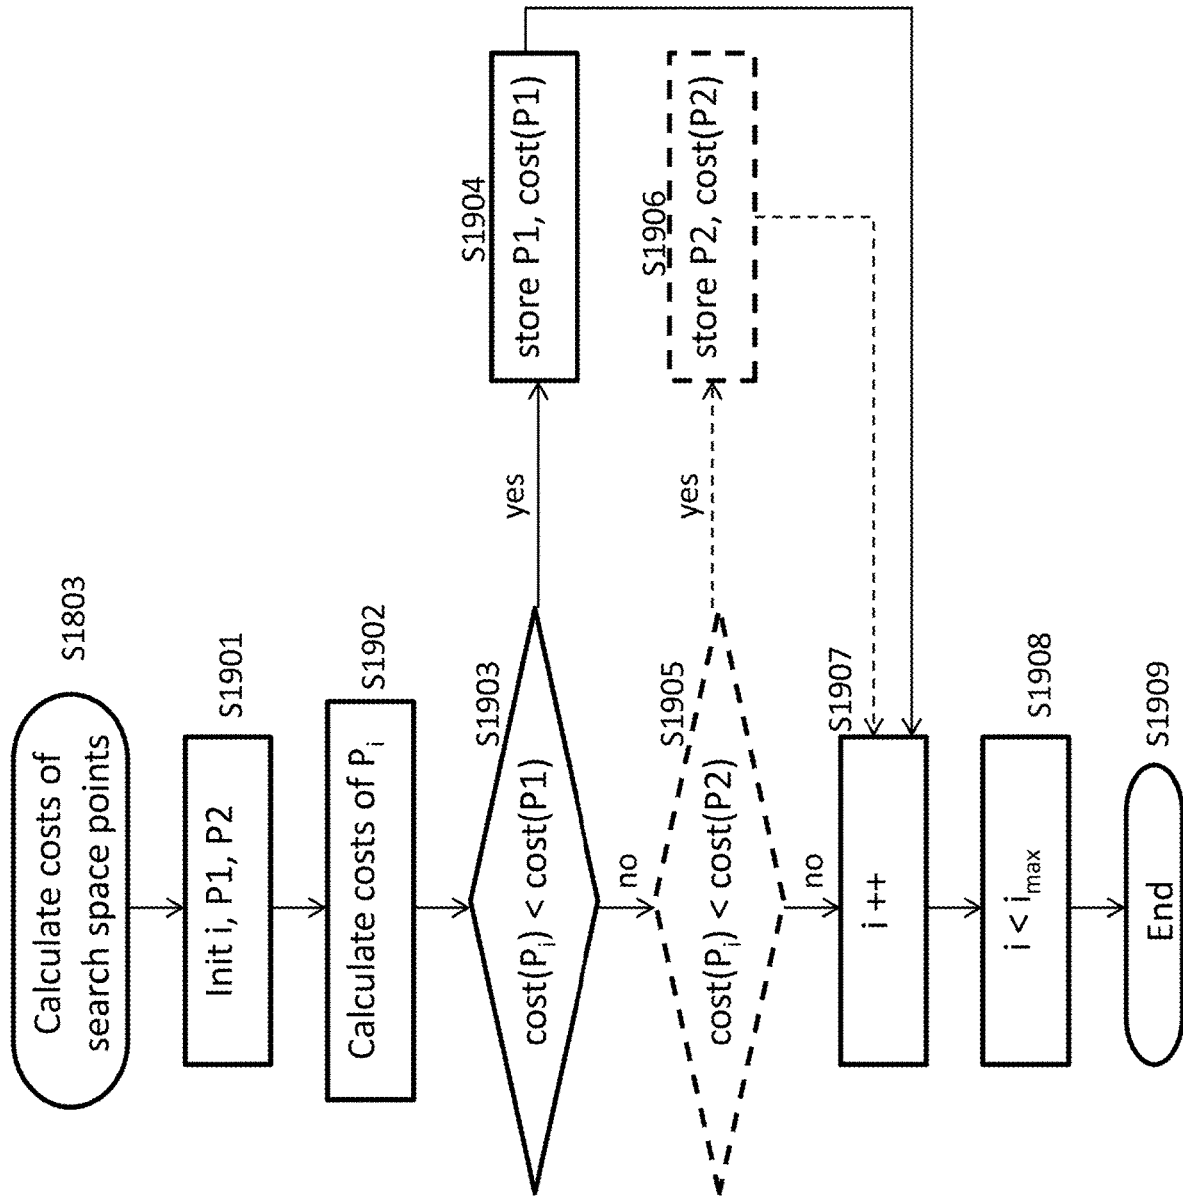 Calculate costs of
search space points
S1803
Init i, P1, P2
S1901
Calculate costs of Pi
S1902
cost(Pi) < cost(P1)
S1903
yes
no
store P1, cost(P1)
S1904
cost(Pi) < cost(P2)
S1905
yes
no
store P2, cost(P2)
S1906
i ++
S1907
i < imax
S1908
End
S1909